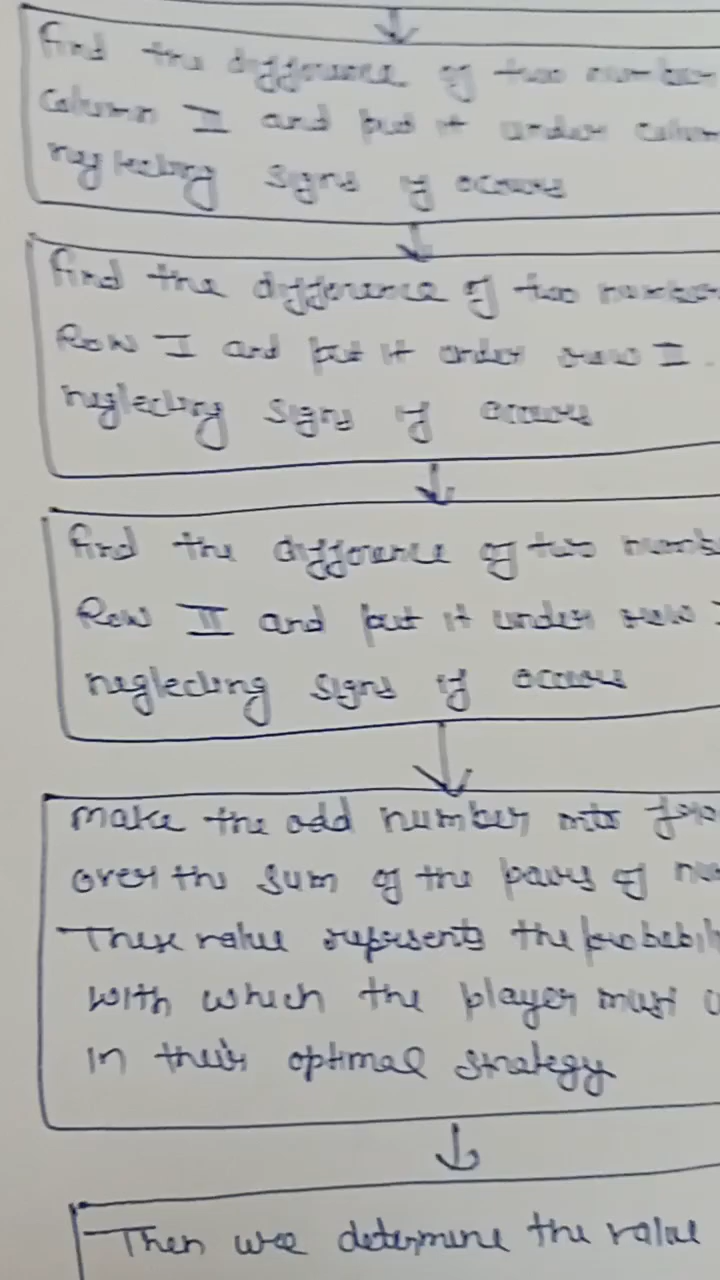 find the difference of two number
Column II and put it under colum
neglecting signs if occurs
find the difference of two number
Row I and put it under row II.
neglecting signs if occurs
find the difference of two numb
Row II and put it under row
neglecting signs if occurs
make the odd number into
over the sum of the pairs of nu
These value represents the probabil
with which the player must
in their optimal strategy
Then wee determine the value